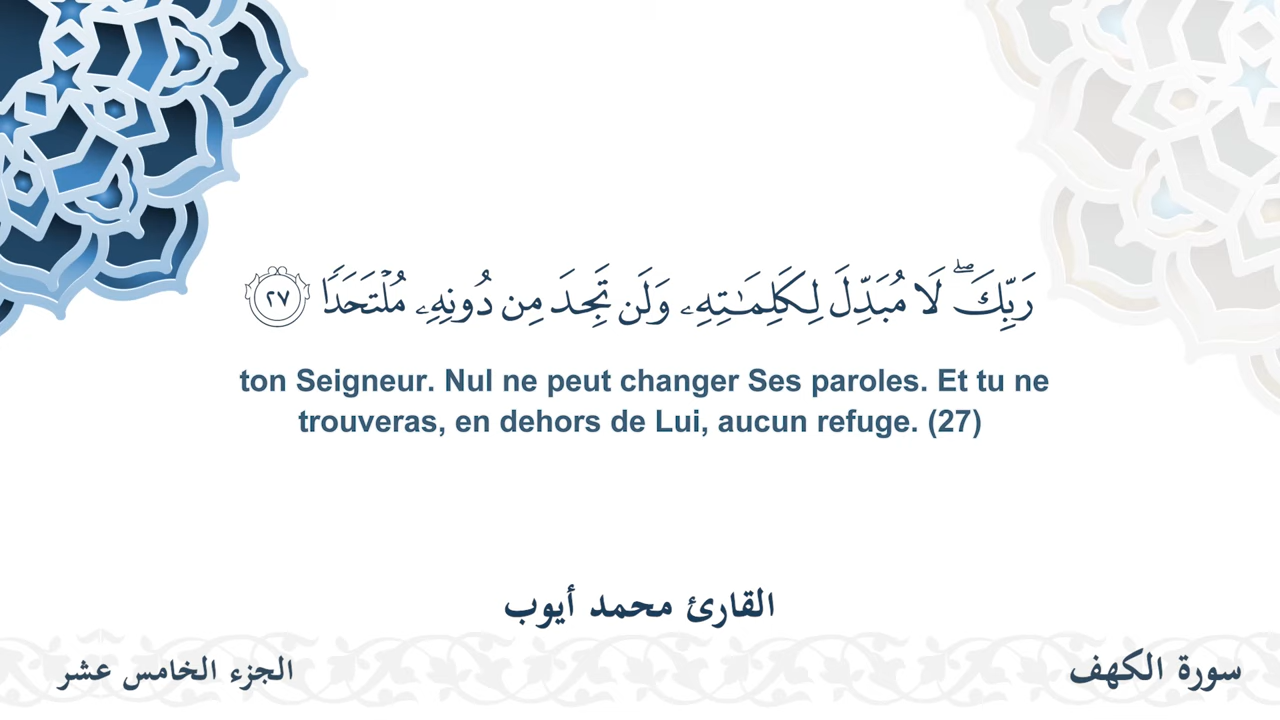 رَبِّكَۖ لَا مُبَدِّلَ لِكَلِمَٰتِهِۦ وَلَن تَجِدَ مِن دُونِهِۦ مُلۡتَحَدٗا ٢٧
ton Seigneur. Nul ne peut changer Ses paroles. Et tu ne
trouveras, en dehors de Lui, aucun refuge. (27)
القارئ محمد أيوب
سورة الكهف
الجزء الخامس عشر